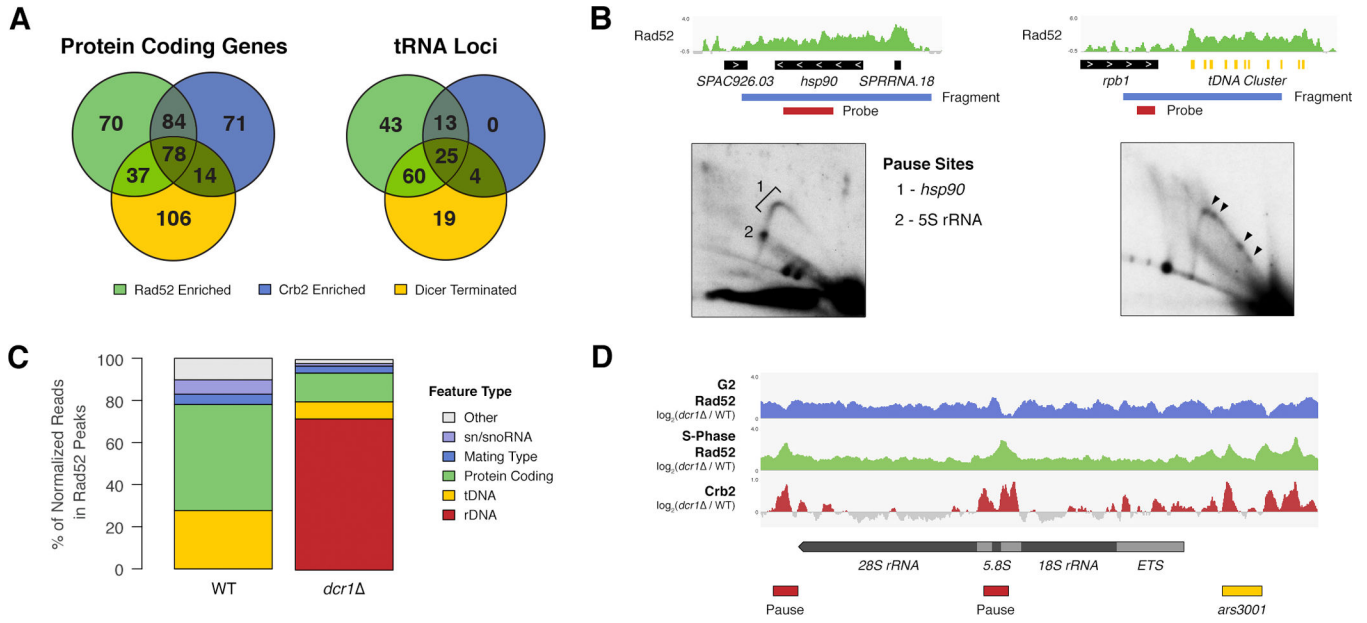 A
Protein Coding Genes
tRNA Loci
70
84
71
78
37
14
106
43
13
0
25
60
4
19
Rad52 Enriched
Crb2 Enriched
Dicer Terminated
B
4.0
Rad52
-0.5
> < < < < <
SPAC926.03 hsp90 SPRRNA.18
Fragment
Probe
1
2
Pause Sites
1 - hsp90
2 - 5S rRNA
6.0
Rad52
-0.5
> > > >
rpb1 tDNA Cluster
Fragment
Probe
C
% of Normalized Reads
in Rad52 Peaks
100
80
60
40
20
0
WT
dcr1Δ
Feature Type
Other
sn/snoRNA
Mating Type
Protein Coding
tDNA
rDNA
D
G2
Rad52
log2(dcr1Δ / WT)
4.0
0
S-Phase
Rad52
log2(dcr1Δ / WT)
4.0
0
Crb2
log2(dcr1Δ / WT)
1.0
0
28S rRNA 5.8S 18S rRNA ETS
Pause
Pause
ars3001